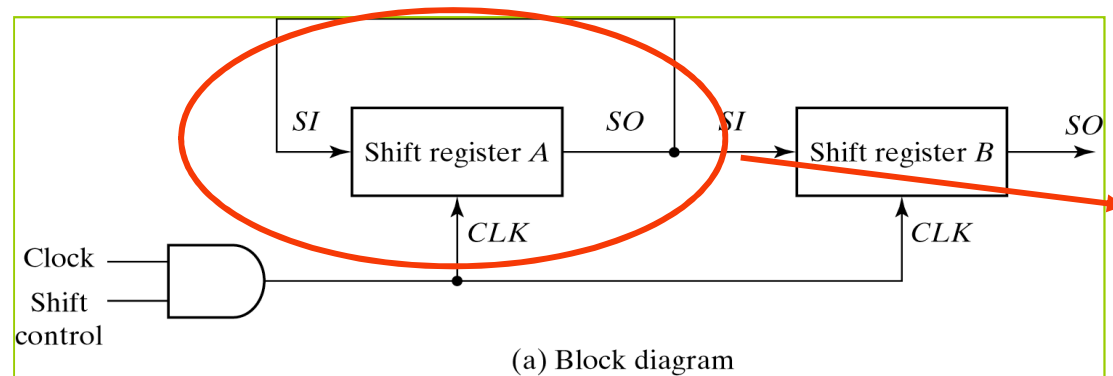 SI
Shift register A
SO
SI
Shift register B
SO
CLK
CLK
Clock
Shift
control
(a) Block diagram